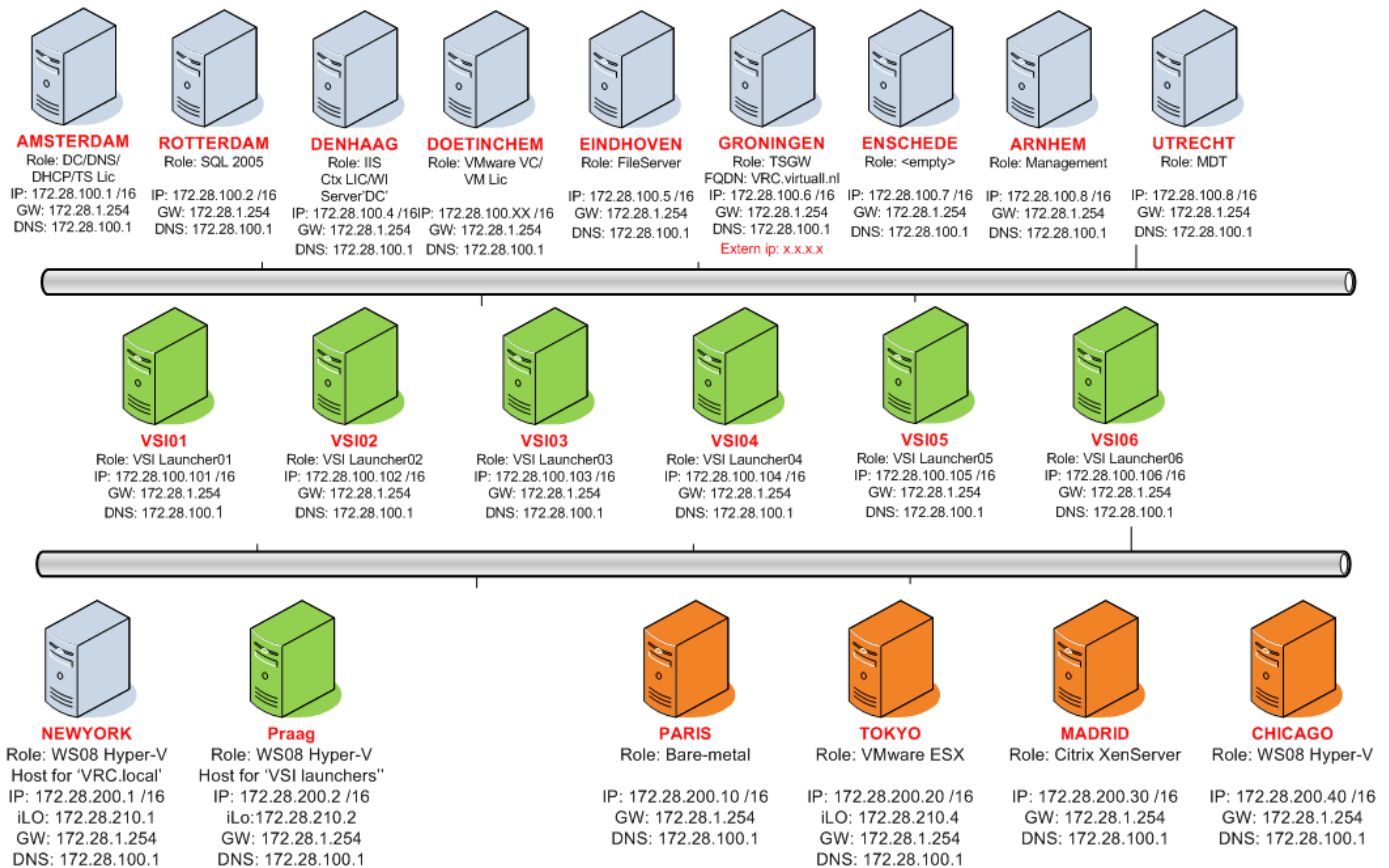 AMSTERDAM
Role: DC/DNS/
DHCP/TS Lic
IP: 172.28.100.1 /16
GW: 172.28.1.254
DNS: 172.28.100.1
ROTTERDAM
Role: SQL 2005
IP: 172.28.100.2 /16
GW: 172.28.1.254
DNS: 172.28.100.1
DENHAAG
Role: IIS
Ctx LIC/WI
Server'DC'
IP: 172.28.100.4 /16
GW: 172.28.1.254
DNS: 172.28.100.1
DOETINCHEM
Role: VMware VC/
VM Lic
IP: 172.28.100.XX /16
GW: 172.28.1.254
DNS: 172.28.100.1
EINDHOVEN
Role: FileServer
IP: 172.28.100.5 /16
GW: 172.28.1.254
DNS: 172.28.100.1
GRONINGEN
Role: TSGW
FQDN: VRC.virtuall.nl
IP: 172.28.100.6 /16
GW: 172.28.1.254
DNS: 172.28.100.1
Extern ip: x.x.x.x
ENSCHEDE
Role: <empty>
IP: 172.28.100.7 /16
GW: 172.28.1.254
DNS: 172.28.100.1
ARNHEM
Role: Management
IP: 172.28.100.8 /16
GW: 172.28.1.254
DNS: 172.28.100.1
UTRECHT
Role: MDT
IP: 172.28.100.8 /16
GW: 172.28.1.254
DNS: 172.28.100.1
VSI01
Role: VSI Launcher01
IP: 172.28.100.101 /16
GW: 172.28.1.254
DNS: 172.28.100.1
VSI02
Role: VSI Launcher02
IP: 172.28.100.102 /16
GW: 172.28.1.254
DNS: 172.28.100.1
VSI03
Role: VSI Launcher03
IP: 172.28.100.103 /16
GW: 172.28.1.254
DNS: 172.28.100.1
VSI04
Role: VSI Launcher04
IP: 172.28.100.104 /16
GW: 172.28.1.254
DNS: 172.28.100.1
VSI05
Role: VSI Launcher05
IP: 172.28.100.105 /16
GW: 172.28.1.254
DNS: 172.28.100.1
VSI06
Role: VSI Launcher06
IP: 172.28.100.106 /16
GW: 172.28.1.254
DNS: 172.28.100.1
NEWYORK
Role: WS08 Hyper-V
Host for 'VRC.local'
IP: 172.28.200.1 /16
iLO: 172.28.210.1
GW: 172.28.1.254
DNS: 172.28.100.1
Praag
Role: WS08 Hyper-V
Host for 'VSI launchers''
IP: 172.28.200.2 /16
iLo:172.28.210.2
GW: 172.28.1.254
DNS: 172.28.100.1
PARIS
Role: Bare-metal
IP: 172.28.200.10 /16
GW: 172.28.1.254
DNS: 172.28.100.1
TOKYO
Role: VMware ESX
IP: 172.28.200.20 /16
iLO: 172.28.210.4
GW: 172.28.1.254
DNS: 172.28.100.1
MADRID
Role: Citrix XenServer
IP: 172.28.200.30 /16
GW: 172.28.1.254
DNS: 172.28.100.1
CHICAGO
Role: WS08 Hyper-V
IP: 172.28.200.40 /16
GW: 172.28.1.254
DNS: 172.28.100.1